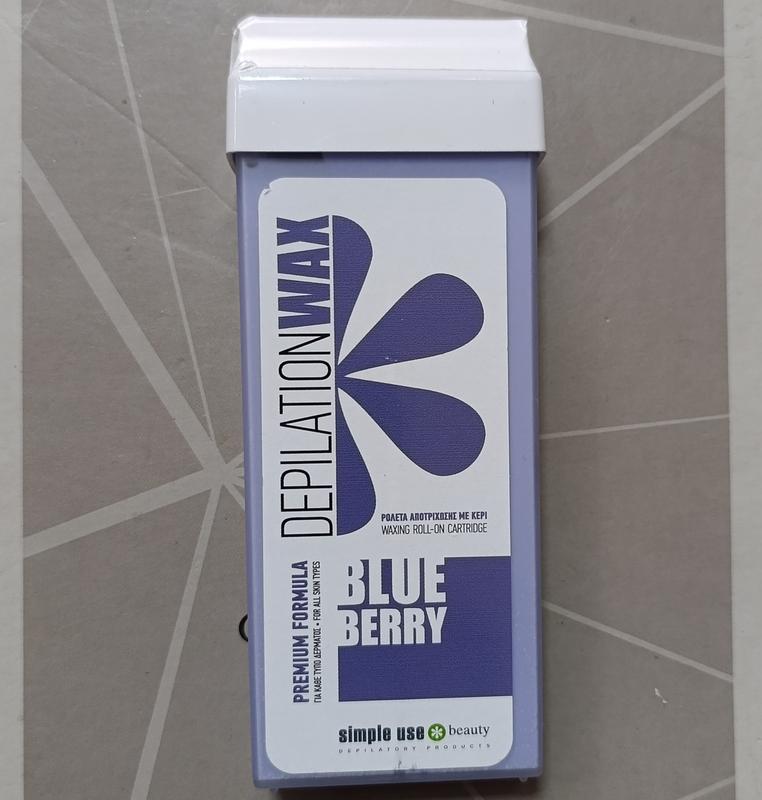 DEPILATIONWAX
ΡΟΛΕΤΑ ΑΠΟΤΡΙΧΩΣΗΣ ΜΕ ΚΕΡΙ
WAXING ROLL-ON CARTRIDGE
PREMIUM FORMULA
ΓΙΑ ΚΑΘΕ ΤΥΠΟ ΔΕΡΜΑΤΟΣ • FOR ALL SKIN TYPES
BLUE
BERRY
simple use beauty
DEPILATORY PRODUCTS